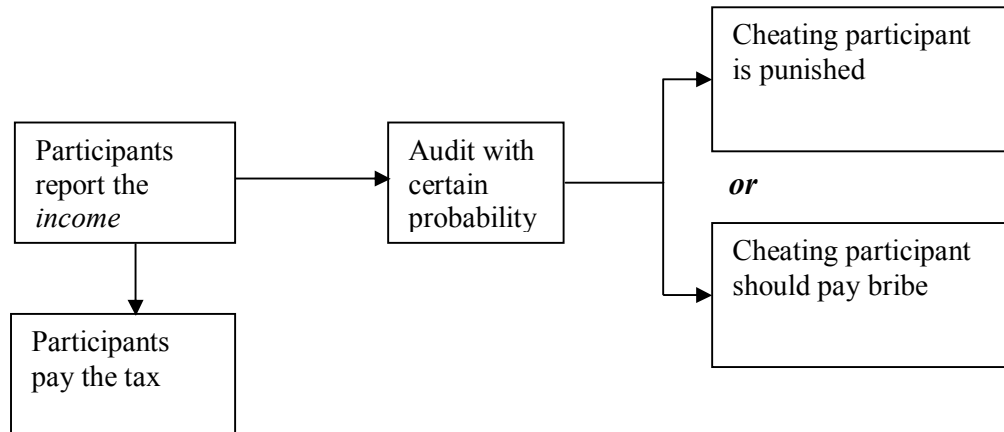 Participants
report the
income
Participants
pay the tax
Audit with
certain
probability
Cheating participant
is punished
or
Cheating participant
should pay bribe